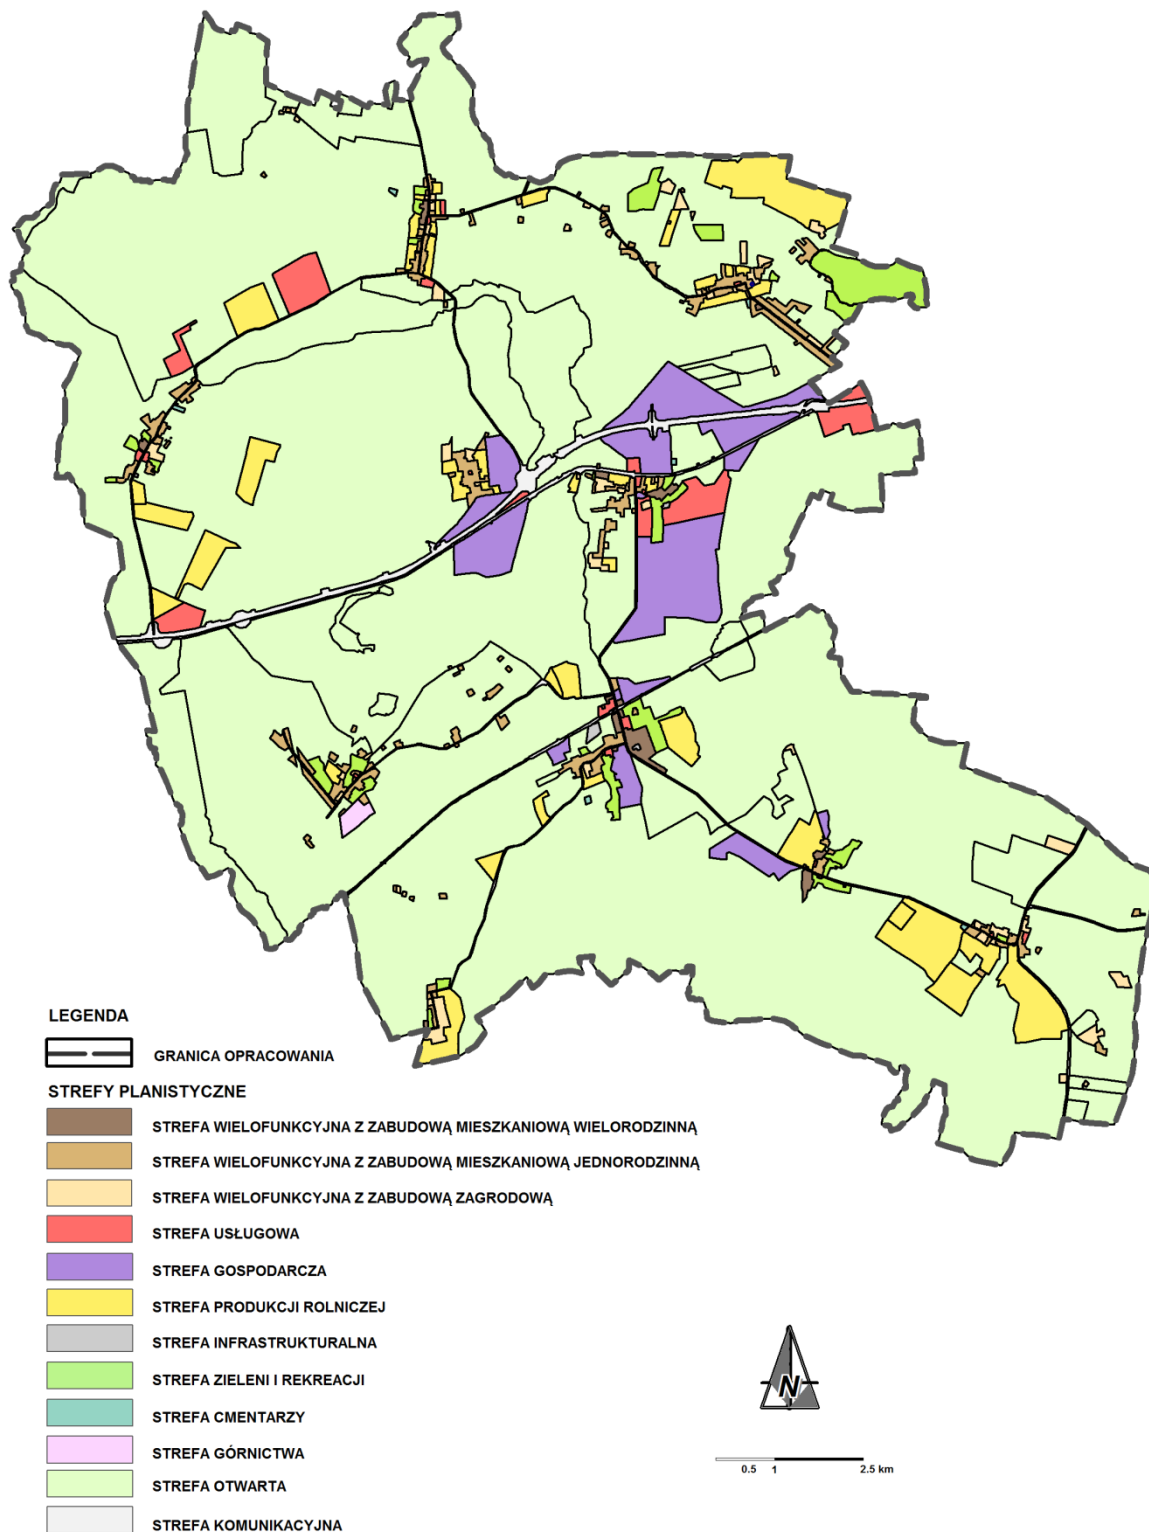 LEGENDA
GRANICA OPRACOWANIA
STREFY PLANISTYCZNE
STREFA WIELOFUNKCYJNA Z ZABUDOWĄ MIESZKANIOWĄ WIELORODZINNĄ
STREFA WIELOFUNKCYJNA Z ZABUDOWĄ MIESZKANIOWĄ JEDNORODZINNĄ
STREFA WIELOFUNKCYJNA Z ZABUDOWĄ ZAGRODOWĄ
STREFA USŁUGOWA
STREFA GOSPODARCZA
STREFA PRODUKCJI ROLNICZEJ
STREFA INFRASTRUKTURALNA
STREFA ZIELENI I REKREACJI
STREFA CMENTARZY
STREFA GÓRNICTWA
STREFA OTWARTA
STREFA KOMUNIKACYJNA
N
0.5 1 2.5 km